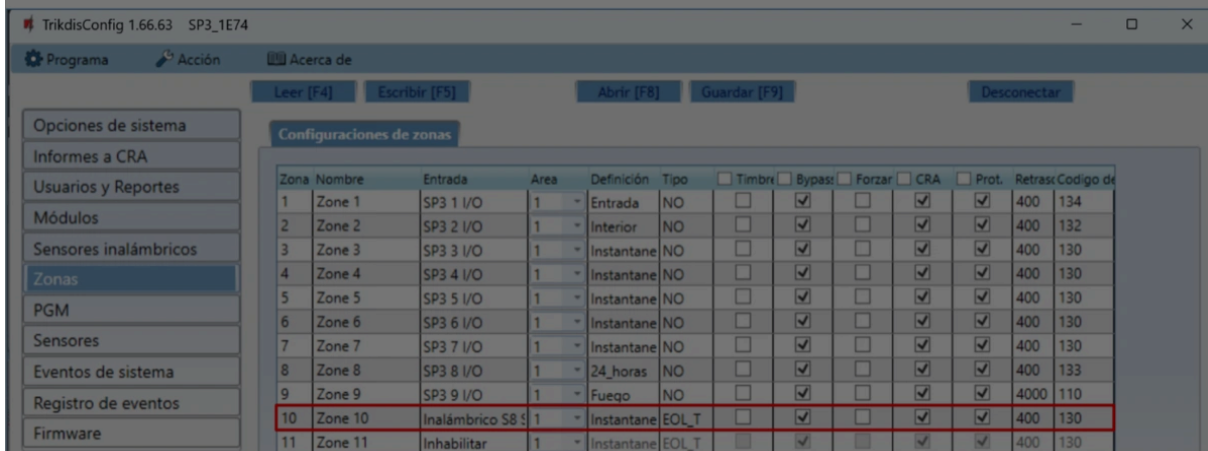 TrikdisConfig 1.66.63 SP3_1E74
Programa Acción Acerca de
Leer [F4] Escribir [F5] Abrir [F8] Guardar [F9] Desconectar
Opciones de sistema
Informes a CRA
Usuarios y Reportes
Módulos
Sensores inalámbricos
Zonas
PGM
Sensores
Eventos de sistema
Registro de eventos
Firmware
Configuraciones de zonas
Zona Nombre Entrada Area Definición Tipo Timbre Bypass Forzar CRA Prot. Retraso Codigo de
1 Zone 1 SP3 1 I/O 1 Entrada NO 400 134
2 Zone 2 SP3 2 I/O 1 Interior NO 400 132
3 Zone 3 SP3 3 I/O 1 Instantane NO 400 130
4 Zone 4 SP3 4 I/O 1 Instantane NO 400 130
5 Zone 5 SP3 5 I/O 1 Instantane NO 400 130
6 Zone 6 SP3 6 I/O 1 Instantane NO 400 130
7 Zone 7 SP3 7 I/O 1 Instantane NO 400 130
8 Zone 8 SP3 8 I/O 1 24_horas NO 400 133
9 Zone 9 SP3 9 I/O 1 Fuego NO 4000 110
10 Zone 10 Inalámbrico S8 S 1 Instantane EOL_T 400 130
11 Zone 11 Inhabilitar 1 Instantane EOL_T 400 130